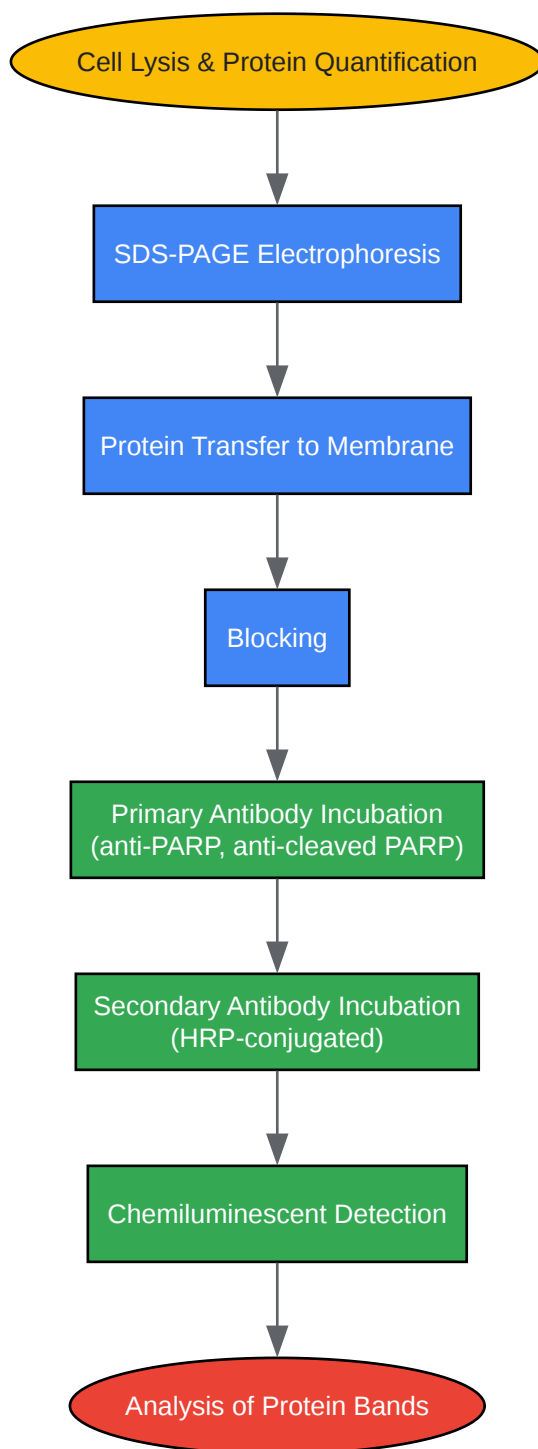 Cell Lysis & Protein Quantification
SDS-PAGE Electrophoresis
Protein Transfer to Membrane
Blocking
Primary Antibody Incubation
(anti-PARP, anti-cleaved PARP)
Secondary Antibody Incubation
(HRP-conjugated)
Chemiluminescent Detection
Analysis of Protein Bands